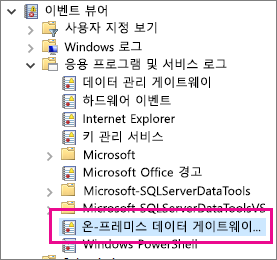 이벤트 뷰어
사용자 지정 보기
Windows 로그
응용 프로그램 및 서비스 로그
데이터 관리 게이트웨이
하드웨어 이벤트
Internet Explorer
키 관리 서비스
Microsoft
Microsoft Office 경고
Microsoft-SQLServerDataTools
Microsoft-SQLServerDataToolsVS
온-프레미스 데이터 게이트웨이...
Windows PowerShell